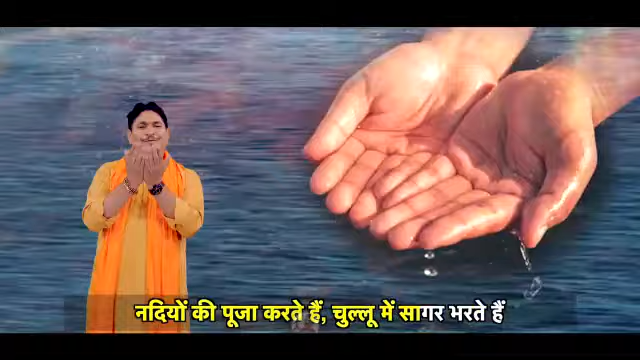 नदियों की पूजा करते हैं, चुल्लू में सागर भरते हैं